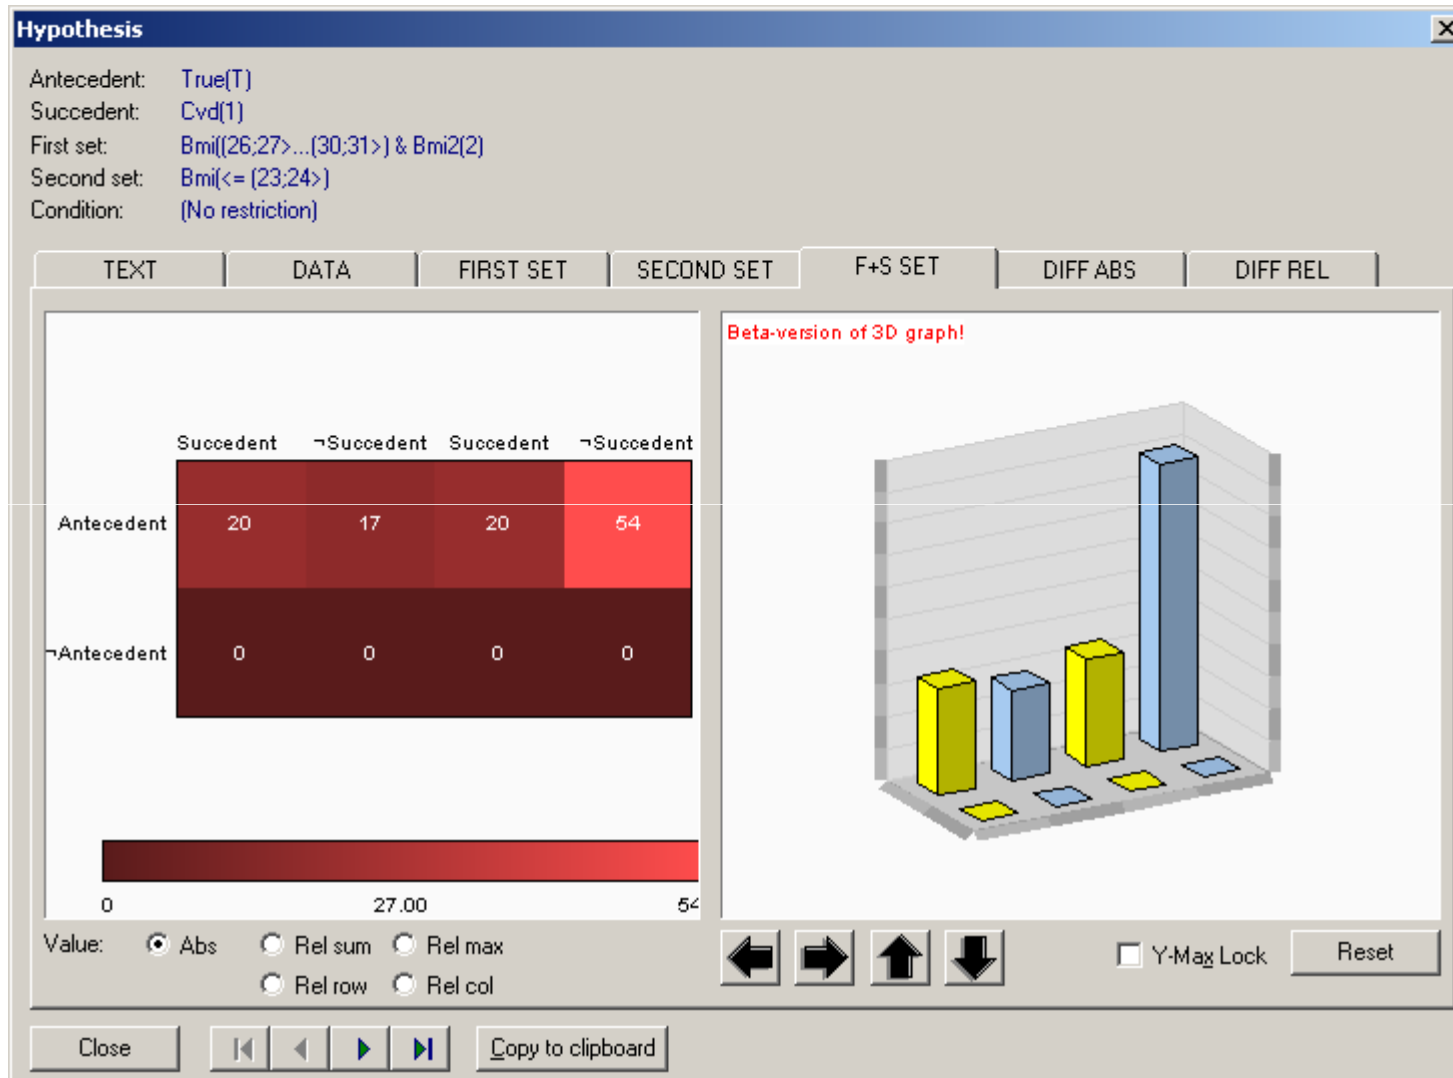 Hypothesis
Antecedent: True(T)
Succedent: Cvd(1)
First set: Bmi((26;27>...(30;31>) & Bmi2(2)
Second set: Bmi(<= (23;24>)
Condition: (No restriction)
TEXT DATA FIRST SET SECOND SET F+S SET DIFF ABS DIFF REL
Beta-version of 3D graph!
Succedent ¬Succedent Succedent ¬Succedent
Antecedent 20 17 20 54
¬Antecedent 0 0 0 0
0 27.00 54
Value: Abs Rel sum Rel max
Rel row Rel col
Y-Max Lock Reset
Close Copy to clipboard